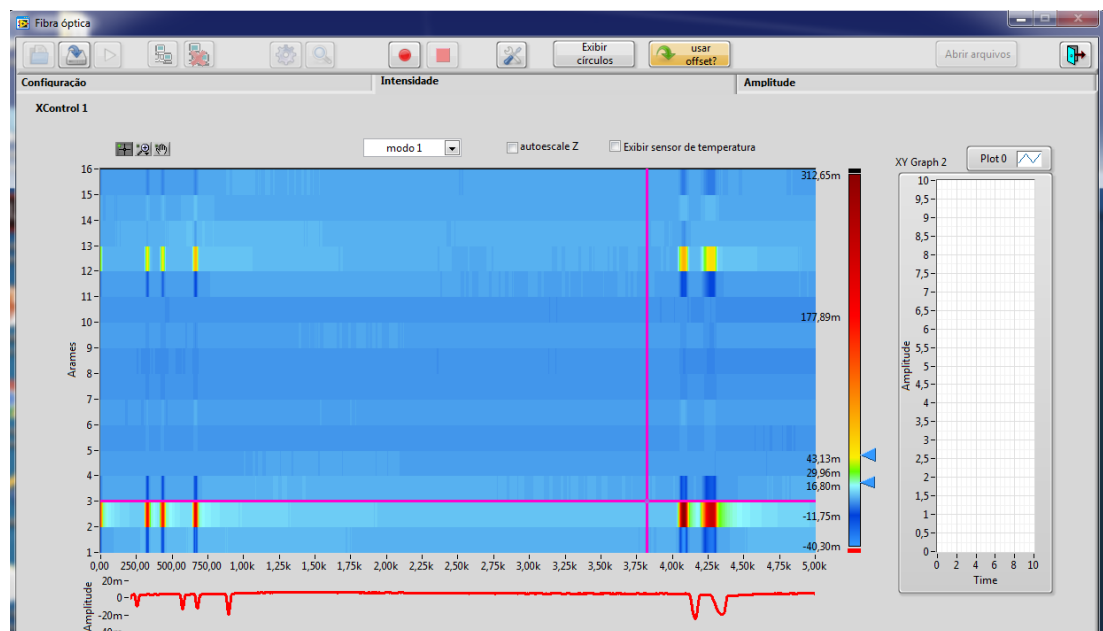 Fibra óptica
Exibir
círculos
usar
offset?
Abrir arquivos
Configuração
Intensidade
Amplitude
XControl 1
modo 1
autoescale Z
Exibir sensor de temperatura
XY Graph 2
Plot 0
Arames
16
15
14
13
12
11
10
9
8
7
6
5
4
3
2
1
0,00
250,00
500,00
750,00
1,00k
1,25k
1,50k
1,75k
2,00k
2,25k
2,50k
2,75k
3,00k
3,25k
3,50k
3,75k
4,00k
4,25k
4,50k
4,75k
5,00k
312,65m
177,89m
43,13m
29,96m
16,80m
-11,75m
-40,30m
Amplitude
10
9,5
9
8,5
8
7,5
7
6,5
6
5,5
5
4,5
4
3,5
3
2,5
2
1,5
1
0,5
0
0
2
4
6
8
10
Time
Amplitude
20m
0
-20m